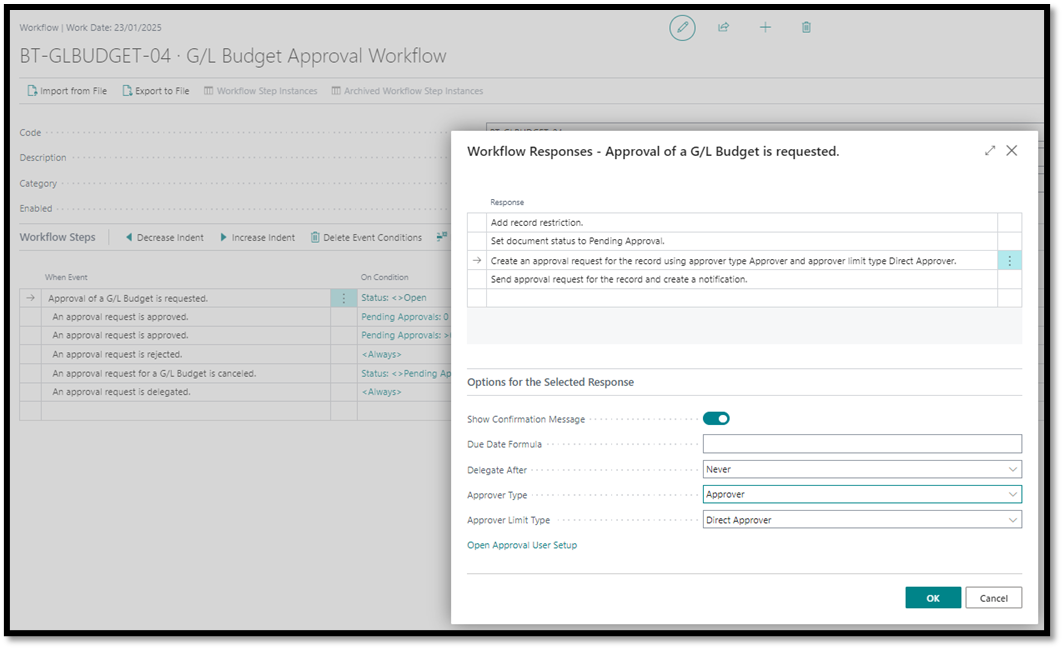 Workflow | Work Date: 23/01/2025
BT-GLBUDGET-04 · G/L Budget Approval Workflow
Import from File Export to File Workflow Step Instances Archived Workflow Step Instances
Code
Description
Category
Enabled
Workflow Steps Decrease Indent Increase Indent Delete Event Conditions
When Event On Condition
Approval of a G/L Budget is requested. Status: <>Open
An approval request is approved. Pending Approvals: 0
An approval request is approved. Pending Approvals: >
An approval request is rejected. <Always>
An approval request for a G/L Budget is canceled. Status: <>Pending Ap
An approval request is delegated. <Always>
Workflow Responses - Approval of a G/L Budget is requested.
Response
Add record restriction.
Set document status to Pending Approval.
Create an approval request for the record using approver type Approver and approver limit type Direct Approver.
Send approval request for the record and create a notification.
Options for the Selected Response
Show Confirmation Message
Due Date Formula
Delegate After Never
Approver Type Approver
Approver Limit Type Direct Approver
Open Approval User Setup
OK Cancel